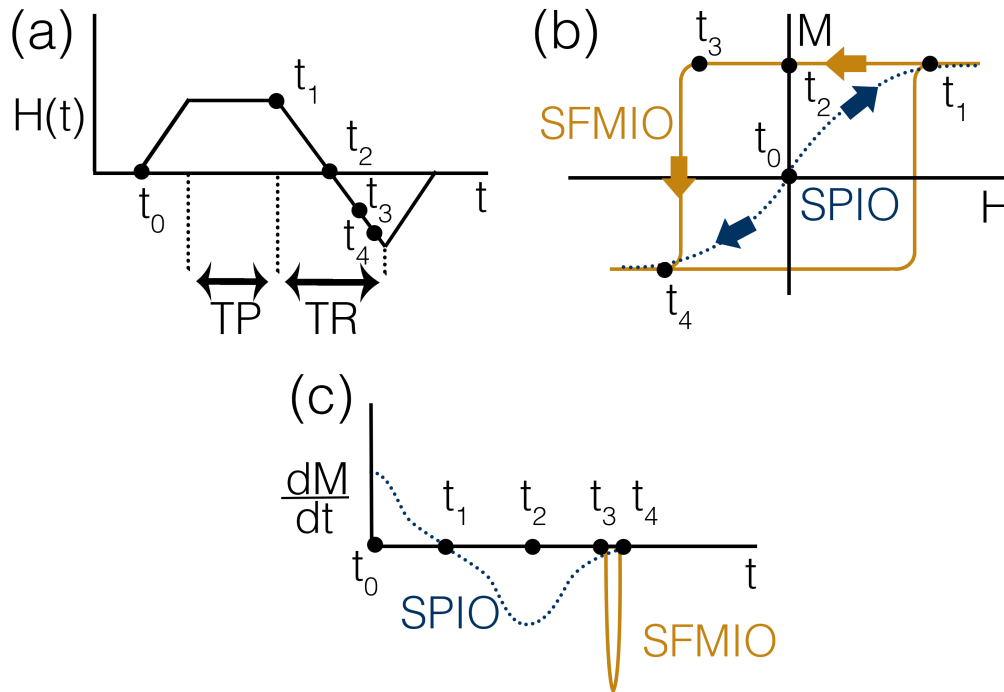 (a)
H(t)
t₀
t₁
t₂
t₃
t₄
t
TP
TR
(b)
M
t₃
t₂
t₁
SFMIO
t₀
SPIO
H
t₄
(c)
dM
dt
t₁
t₂
t₃
t₄
t₀
t
SPIO
SFMIO